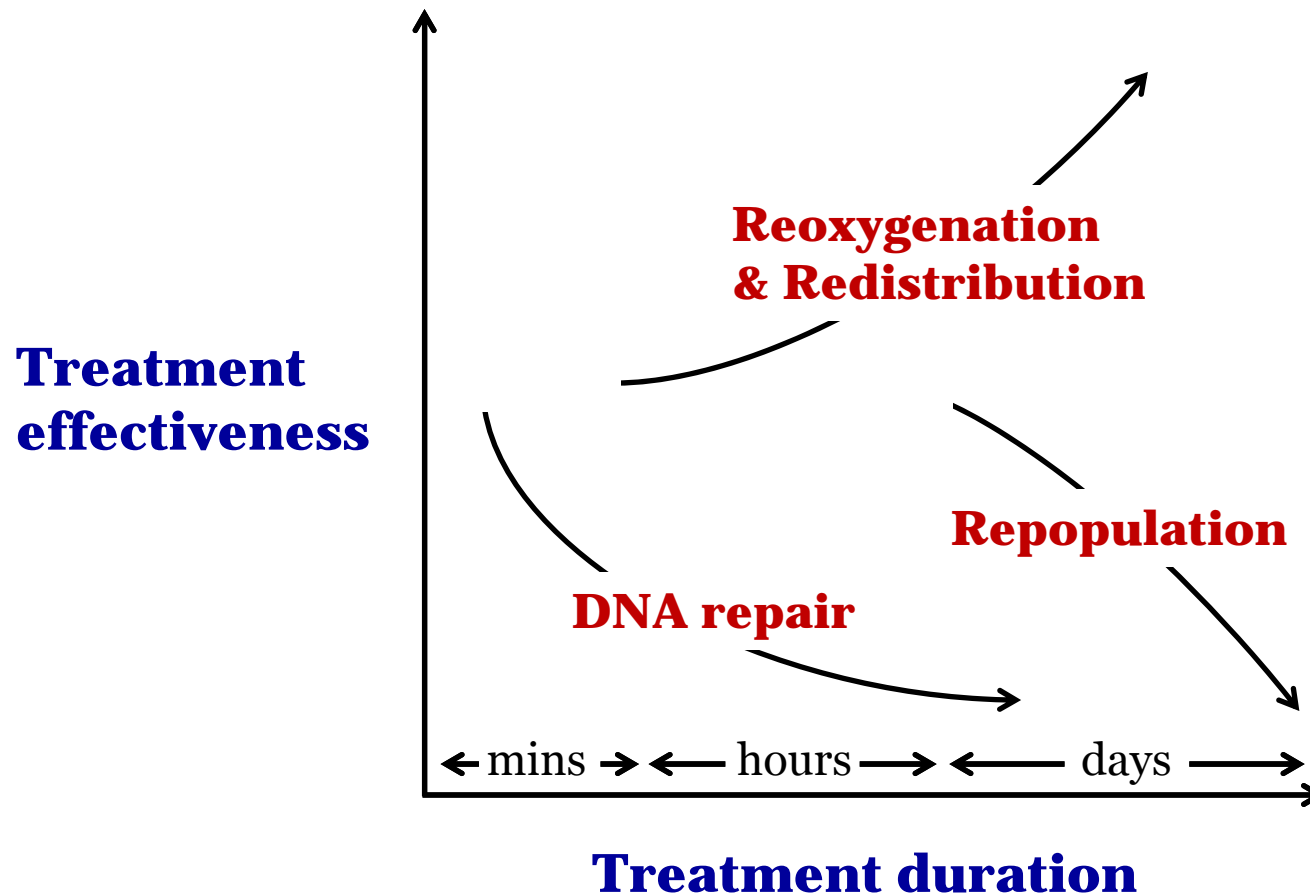 Reoxygenation
& Redistribution
Treatment
effectiveness
Repopulation
DNA repair
mins hours days
Treatment duration